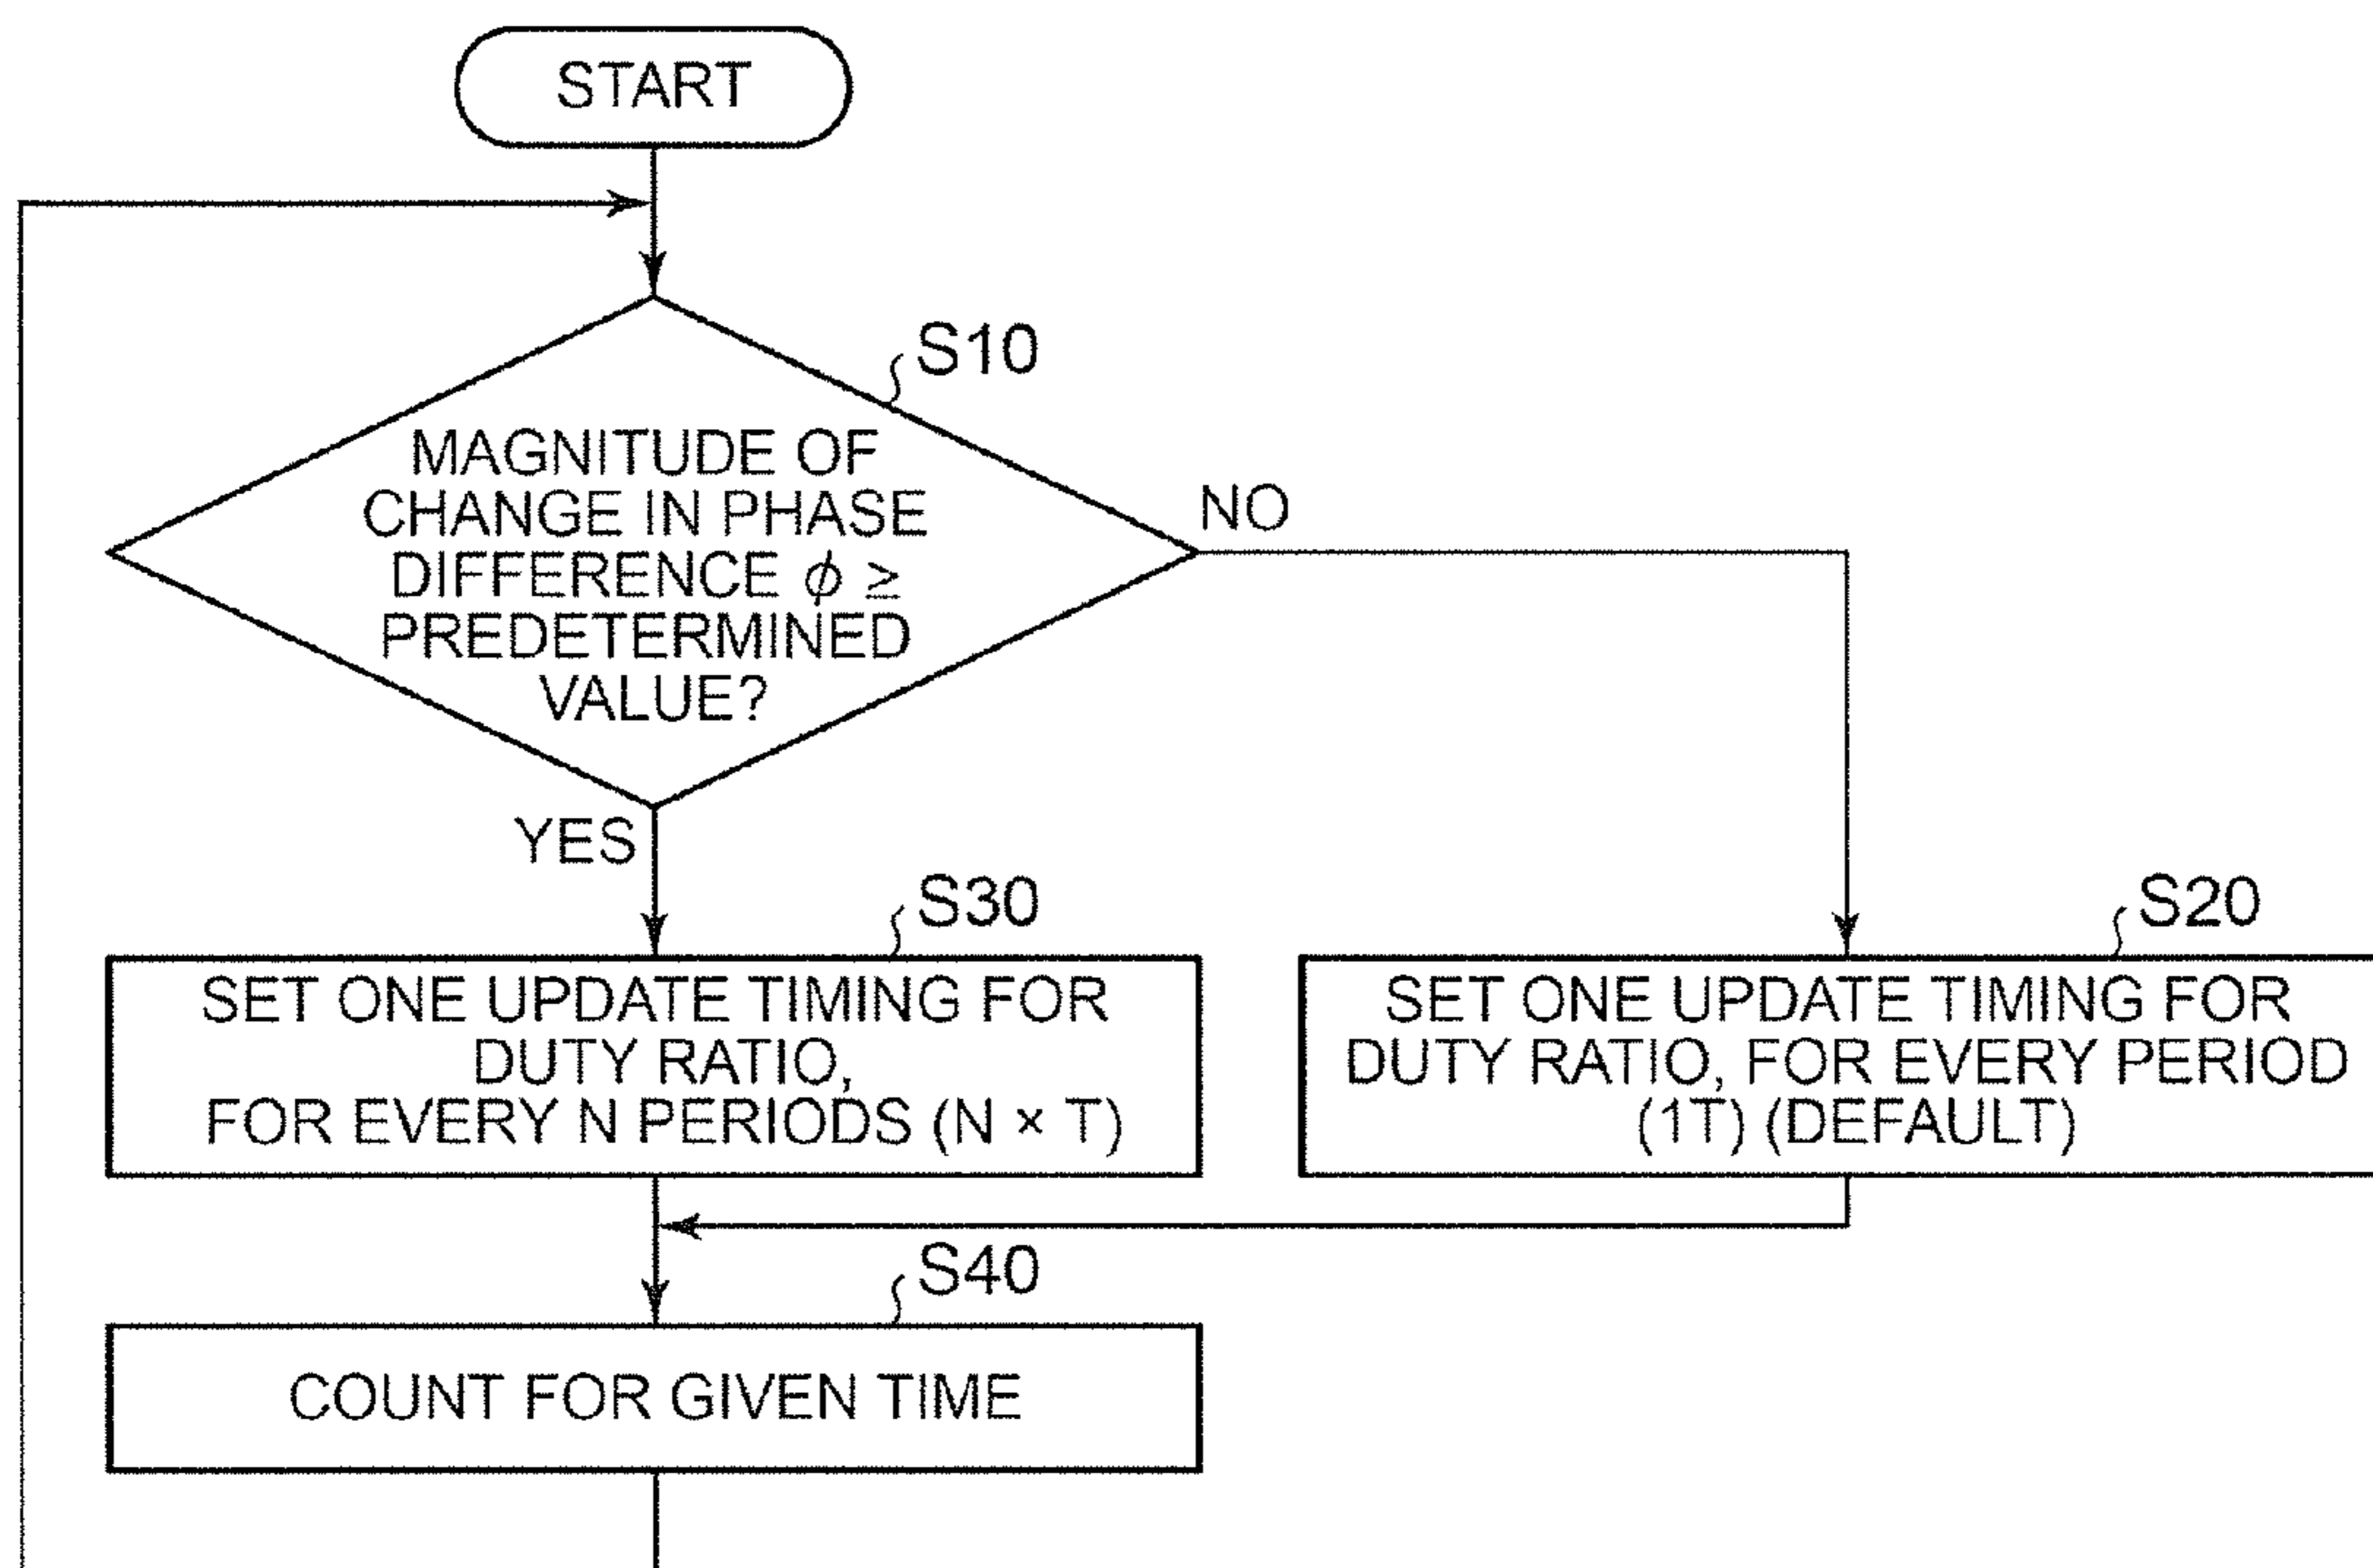 START
S10
MAGNITUDE OF
CHANGE IN PHASE
DIFFERENCE ϕ ≥
PREDETERMINED
VALUE?
NO
YES
S30
SET ONE UPDATE TIMING FOR
DUTY RATIO,
FOR EVERY N PERIODS (N × T)
S20
SET ONE UPDATE TIMING FOR
DUTY RATIO, FOR EVERY PERIOD
(1T) (DEFAULT)
S40
COUNT FOR GIVEN TIME